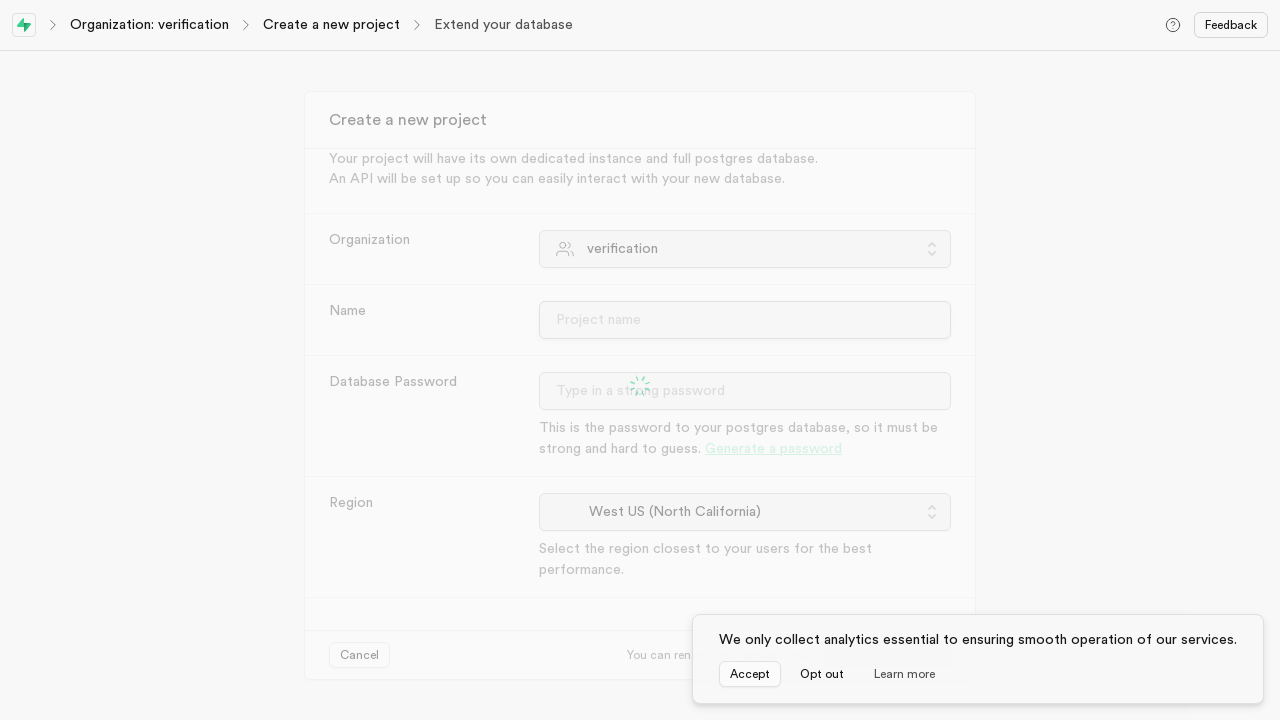 Organization: verification
Create a new project
Extend your database
Feedback
Create a new project
Your project will have its own dedicated instance and full postgres database.
An API will be set up so you can easily interact with your new database.
Organization
verification
Name
Project name
Database Password
Type in a strong password
This is the password to your postgres database, so it must be
strong and hard to guess. Generate a password
Region
West US (North California)
Select the region closest to your users for the best
performance.
Cancel
You can
We only collect analytics essential to ensuring smooth operation of our services.
Accept
Opt out
Learn more